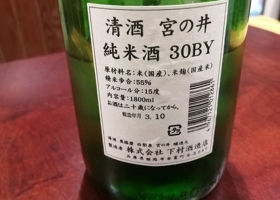 清酒 宮の井
純米酒 30BY
原材料名：米(国産)、米麹(国産米)
精米歩合：55%
アルコール分：15度
内容量：1800ml
お酒は二十歳になってから。
製造年月 3.10
製造者 株式会社 下村酒造店